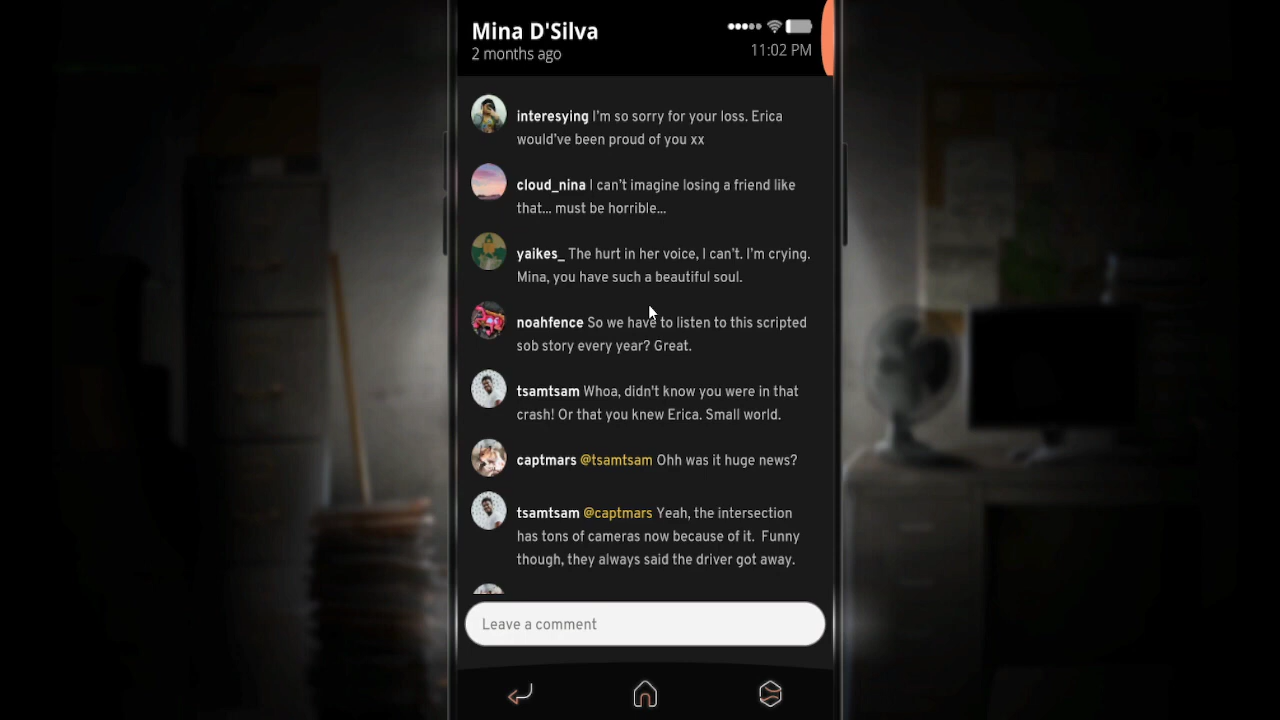 Mina D'Silva
2 months ago
11:02 PM
interesying I'm so sorry for your loss. Erica
would've been proud of you xx
cloud_nina I can't imagine losing a friend like
that... must be horrible...
yaikes_ The hurt in her voice, I can't. I'm crying.
Mina, you have such a beautiful soul.
noahfence So we have to listen to this scripted
sob story every year? Great.
tsamtsam Whoa, didn't know you were in that
crash! Or that you knew Erica. Small world.
captmars @tsamtsam Ohh was it huge news?
tsamtsam @captmars Yeah, the intersection
has tons of cameras now because of it. Funny
though, they always said the driver got away.
Leave a comment